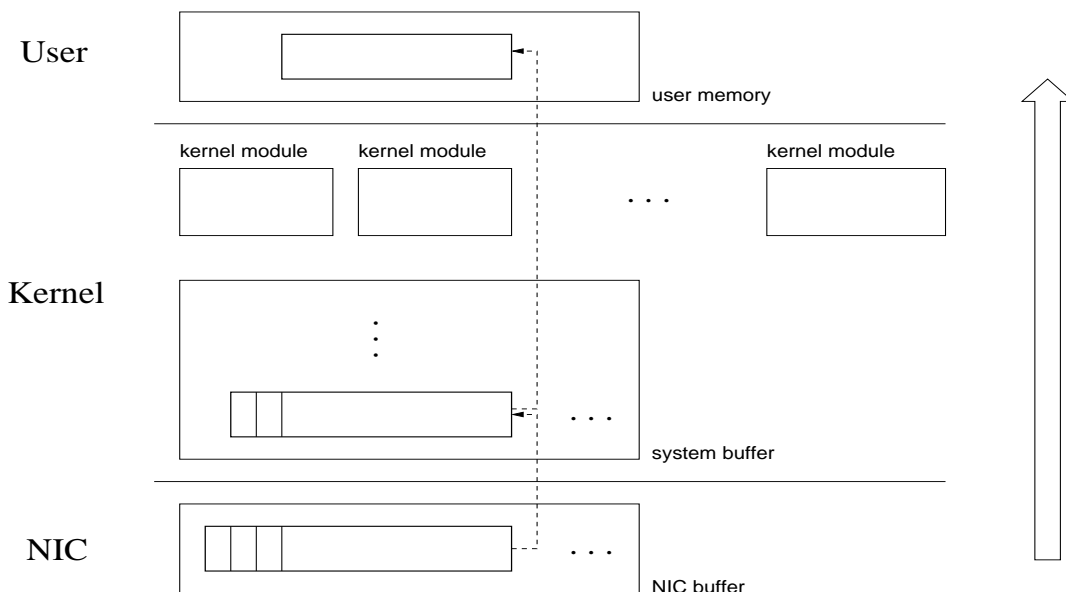 User
user memory
kernel module kernel module kernel module
. . .
Kernel
. . .
system buffer
NIC
. . .
NIC buffer